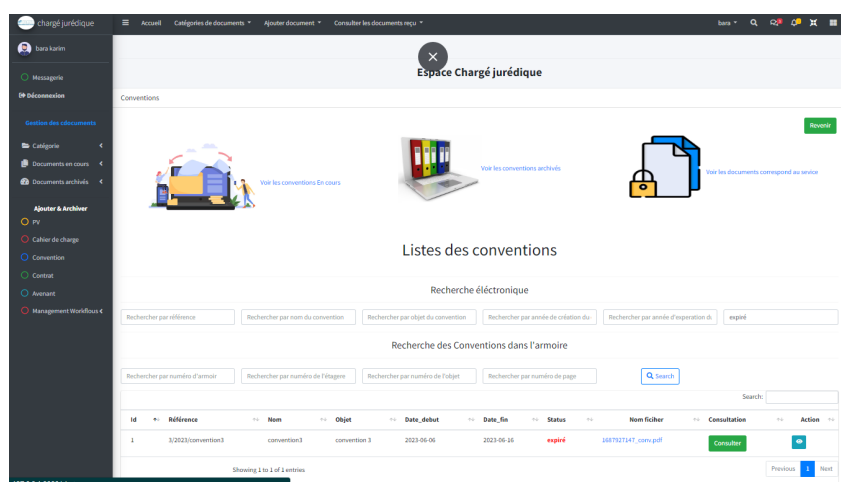 chargé jurédique
Accueil Catégories de documents Ajouter document Consulter les documents reçu bara
bara karim
Messagerie
Déconnexion
Gestion des cdocuments
Catégorie
Documents en cours
Documents archivés
Ajouter & Archiver
PV
Cahier de charge
Convention
Contrat
Avenant
Management Workflous
Espace Chargé jurédique
Conventions
Revenir
Voir les conventions En cours
Voir les conventions archivés
Voir les documents correspond au sevice
Listes des conventions
Recherche éléctronique
Rechercher par référence Rechercher par nom du convention Rechercher par objet du convention Rechercher par année de création du Rechercher par année d'experation du expiré
Recherche des Conventions dans l'armoire
Rechercher par numéro d'armoir Rechercher par numéro de l'étagere Rechercher par numéro de l'objet Rechercher par numéro de page Search
Search:
Id Référence Nom Objet Date_debut Date_fin Status Nom ficiher Consultation Action
1 3/2023/convention3 convention3 convention 3 2023-06-06 2023-06-16 expiré 1687927147_conv.pdf Consulter
Showing 1 to 1 of 1 entries
Previous 1 Next